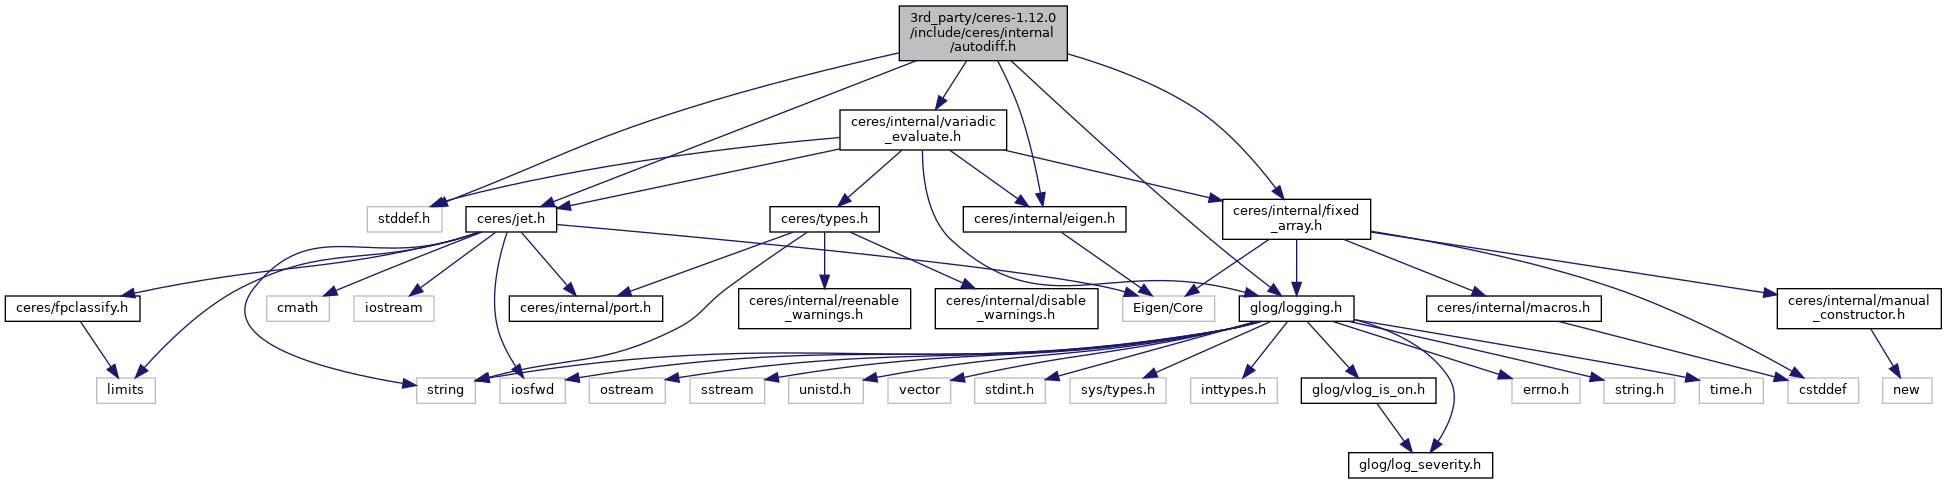 3rd_party/ceres-1.12.0
/include/ceres/internal
/autodiff.h
ceres/internal/variadic
_evaluate.h
stddef.h
ceres/jet.h
ceres/types.h
ceres/internal/eigen.h
ceres/internal/fixed
_array.h
ceres/fpclassify.h
cmath
iostream
ceres/internal/port.h
ceres/internal/reenable
_warnings.h
ceres/internal/disable
_warnings.h
Eigen/Core
glog/logging.h
ceres/internal/macros.h
ceres/internal/manual
_constructor.h
limits
string
iosfwd
ostream
sstream
unistd.h
vector
stdint.h
sys/types.h
inttypes.h
glog/vlog_is_on.h
errno.h
string.h
time.h
cstddef
new
glog/log_severity.h